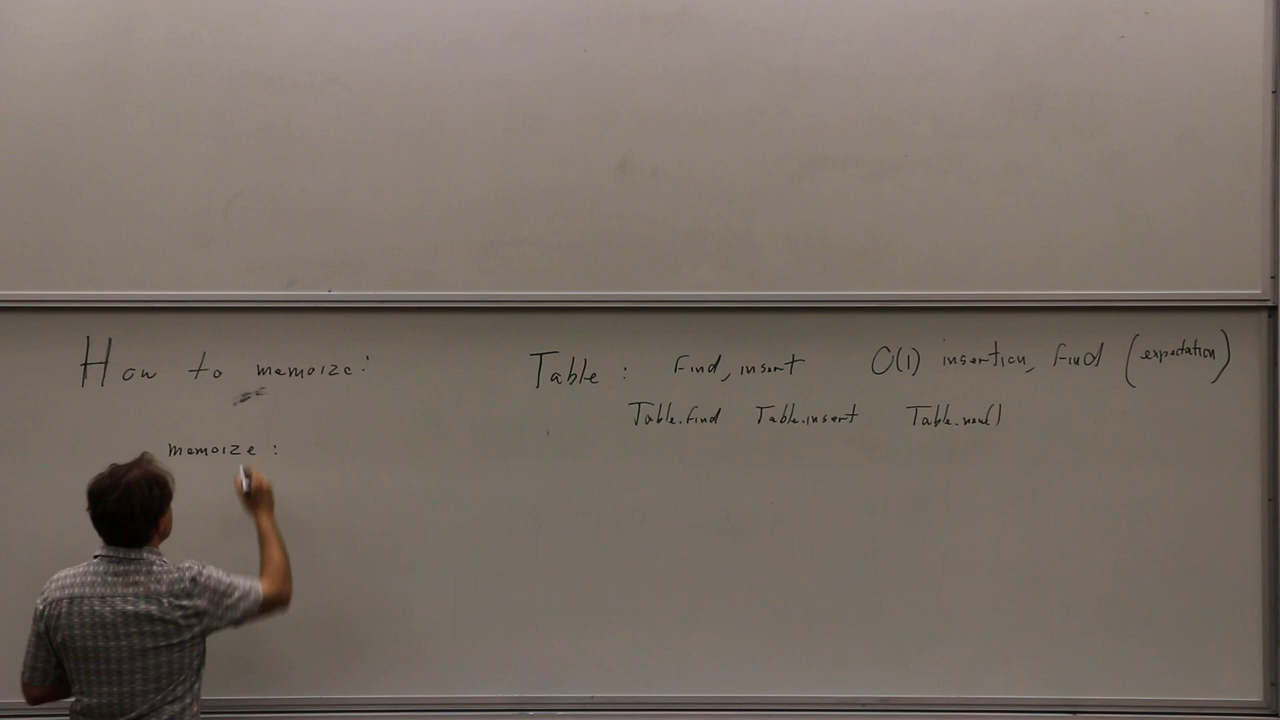 How to memoize:
Table : find, insert O(1) insertion, find (expectation)
Table.find Table.insert Table.new()
memoize :